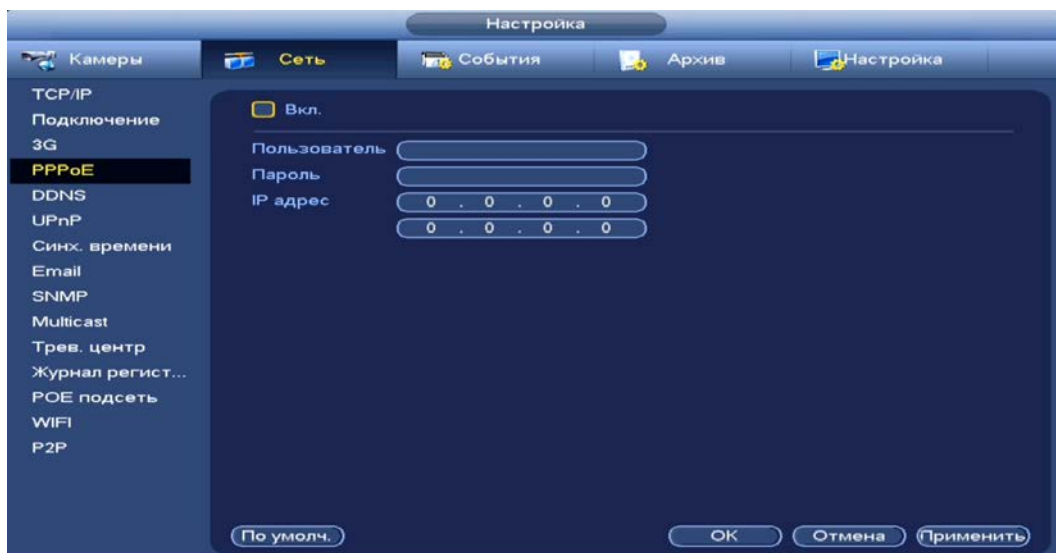 Настройка
Камеры
Сеть
События
Архив
Настройка
TCP/IP
Подключение
3G
PPPoE
DDNS
UPnP
Синх. времени
Email
SNMP
Multicast
Трев. центр
Журнал регист...
POE подсеть
WIFI
P2P
Вкл.
Пользователь
Пароль
IP адрес 0 . 0 . 0 . 0
0 . 0 . 0 . 0
По умолч.
OK
Отмена
Применить